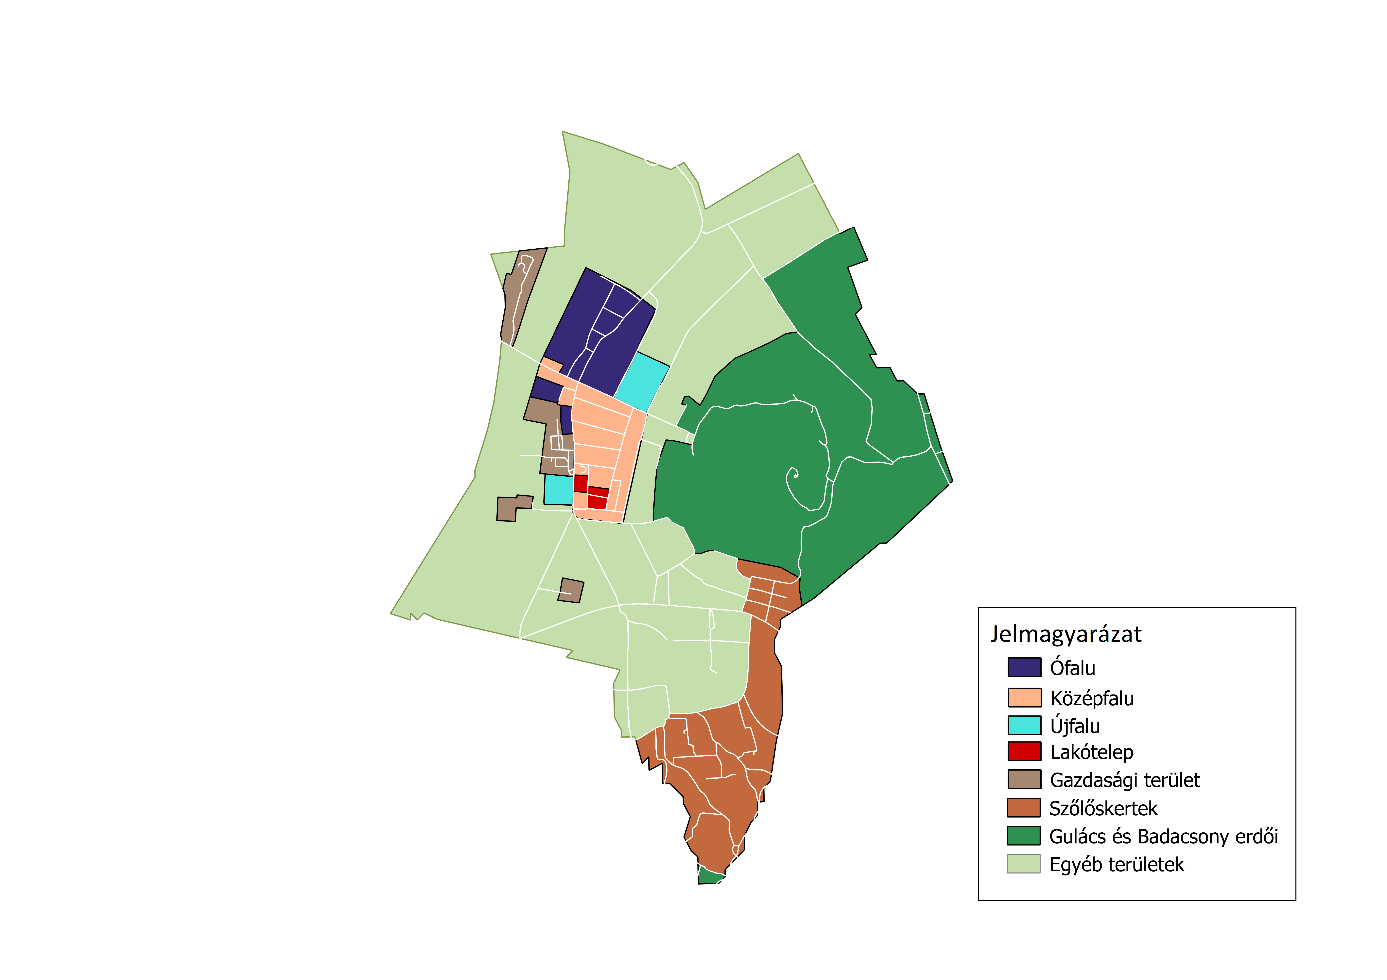 Jelmagyarázat
Ófalu
Középfalu
Újfalu
Lakótelep
Gazdasági terület
Szőlőskertek
Gulács és Badacsony erdői
Egyéb területek